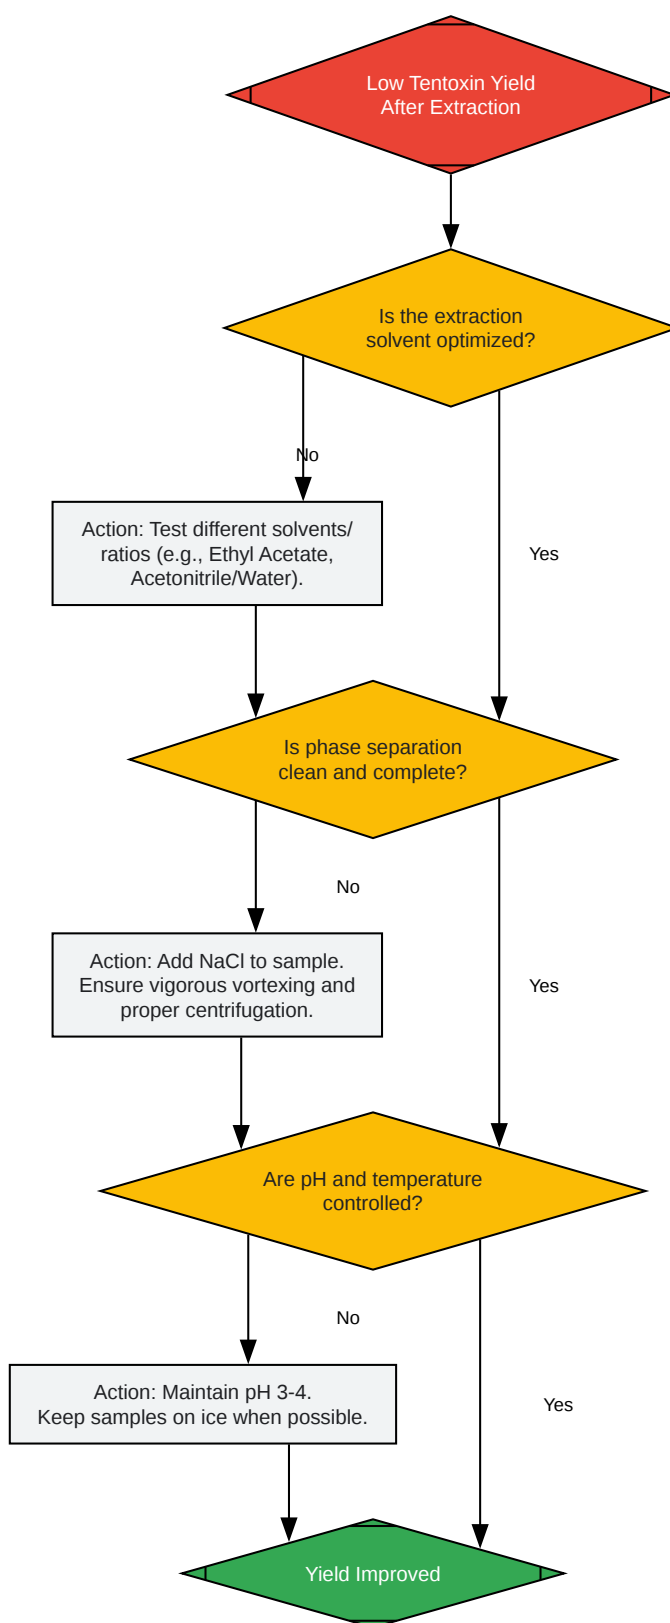 Low Tentoxin Yield
After Extraction
Is the extraction
solvent optimized?
No
Action: Test different solvents/
ratios (e.g., Ethyl Acetate,
Acetonitrile/Water).
Yes
Is phase separation
clean and complete?
No
Action: Add NaCl to sample.
Ensure vigorous vortexing and
proper centrifugation.
Yes
Are pH and temperature
controlled?
No
Action: Maintain pH 3-4.
Keep samples on ice when possible.
Yes
Yield Improved